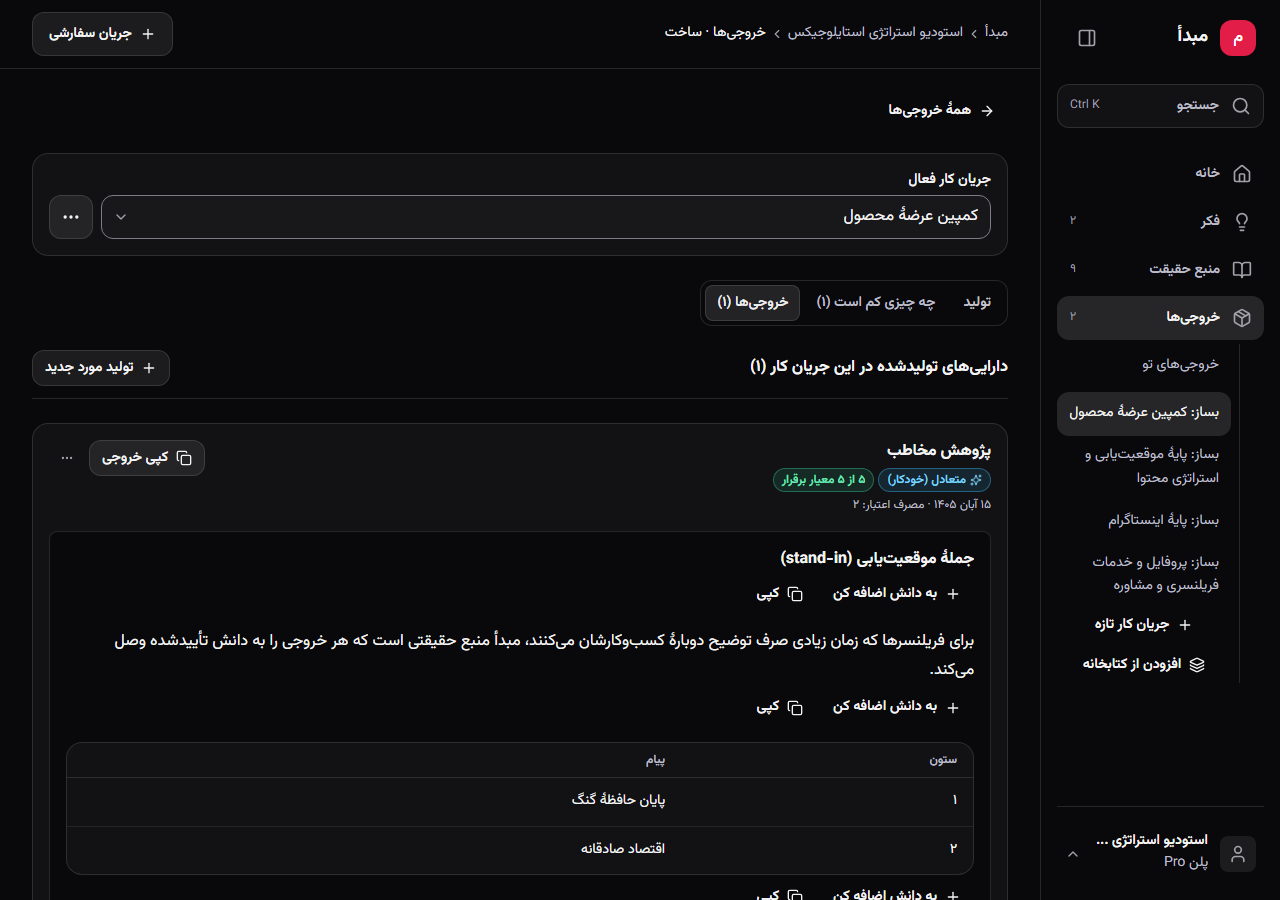 م
مبدأ
جستجو
Ctrl K
خانه
فکر
۲
منبع حقیقت
۹
خروجی‌ها
۲
خروجی‌های تو
بساز: کمپین عرضهٔ محصول
بساز: پایهٔ موقعیت‌یابی و
استراتژی محتوا
بساز: پایهٔ اینستاگرام
بساز: پروفایل و خدمات
فریلنسری و مشاوره
جریان کار تازه
افزودن از کتابخانه
استودیو استراتژی ...
پلن Pro
مبدأ › استودیو استراتژی استایلوجیکس › خروجی‌ها · ساخت
جریان سفارشی
همهٔ خروجی‌ها
جریان کار فعال
کمپین عرضهٔ محصول
تولید
چه چیزی کم است (۱)
خروجی‌ها (۱)
دارایی‌های تولیدشده در این جریان کار (۱)
تولید مورد جدید
پژوهش مخاطب
کپی خروجی
متعادل (خودکار)
۵ از ۵ معیار برقرار
۱۵ آبان ۱۴۰۵ · مصرف اعتبار: ۲
جملهٔ موقعیت‌یابی (stand-in)
به دانش اضافه کن
کپی
برای فریلنسرها که زمان زیادی صرف توضیح دوبارهٔ کسب‌وکارشان می‌کنند، مبدأ منبع حقیقتی است که هر خروجی را به دانش تأییدشده وصل
می‌کند.
به دانش اضافه کن
کپی
ستون
پیام
۱
پایان حافظهٔ گنگ
۲
اقتصاد صادقانه
به دانش اضافه کن
کپی